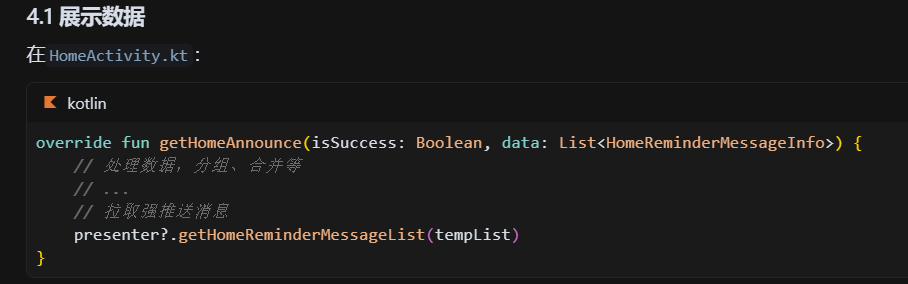 4.1 展示数据
在HomeActivity.kt：
kotlin
override fun getHomeAnnounce(isSuccess: Boolean, data: List<HomeReminderMessageInfo>) {
// 处理数据，分组、合并等
// ...
// 拉取强推送消息
presenter?.getHomeReminderMessageList(tempList)
}